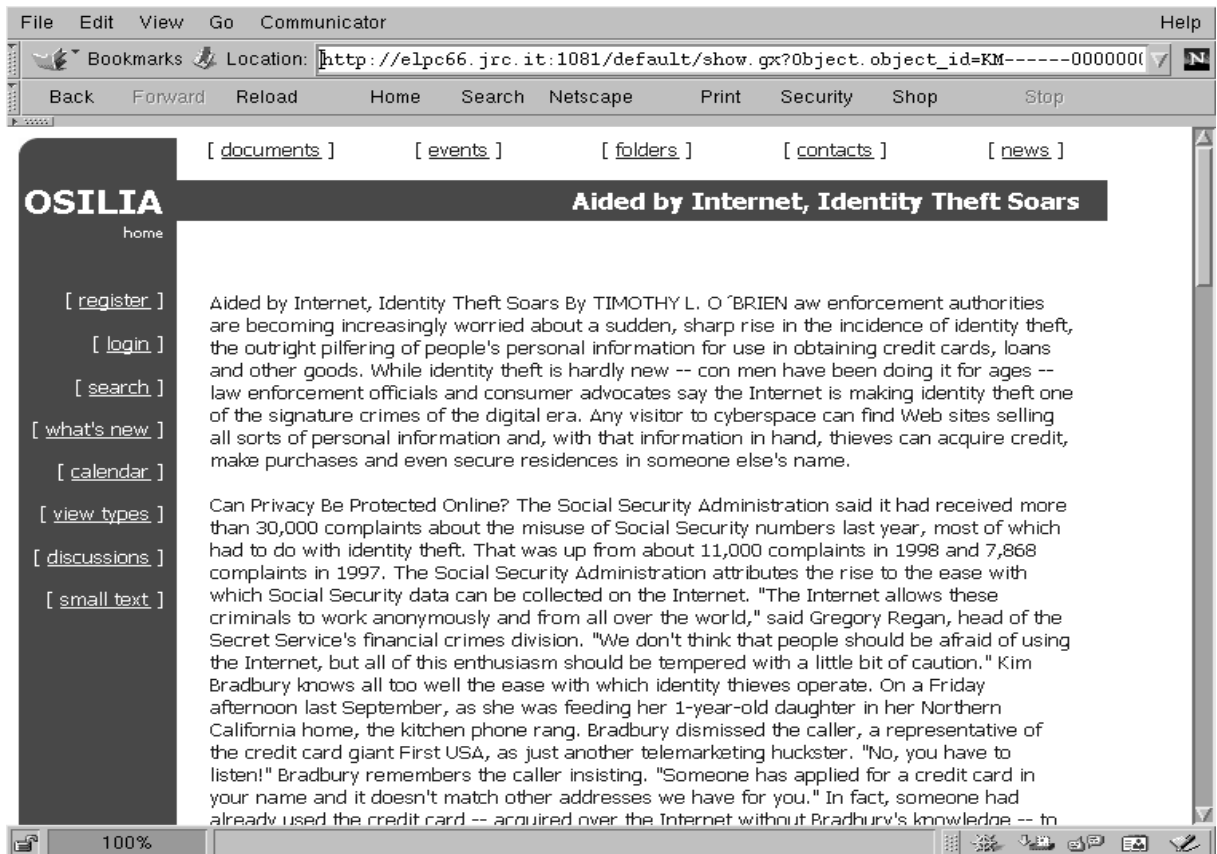 File Edit View Go Communicator Help
Bookmarks Location: http://elpc66.jrc.it:1081/default/show.gx?Object.object_id=KM------0000000
Back Forward Reload Home Search Netscape Print Security Shop Stop
[ documents ] [ events ] [ folders ] [ contacts ] [ news ]
OSILIA
Aided by Internet, Identity Theft Soars
home
[ register ]
[ login ]
[ search ]
[ what's new ]
[ calendar ]
[ view types ]
[ discussions ]
[ small text ]
Aided by Internet, Identity Theft Soars By TIMOTHY L. O ´BRIEN aw enforcement authorities
are becoming increasingly worried about a sudden, sharp rise in the incidence of identity theft,
the outright pilfering of people's personal information for use in obtaining credit cards, loans
and other goods. While identity theft is hardly new -- con men have been doing it for ages --
law enforcement officials and consumer advocates say the Internet is making identity theft one
of the signature crimes of the digital era. Any visitor to cyberspace can find Web sites selling
all sorts of personal information and, with that information in hand, thieves can acquire credit,
make purchases and even secure residences in someone else's name.
Can Privacy Be Protected Online? The Social Security Administration said it had received more
than 30,000 complaints about the misuse of Social Security numbers last year, most of which
had to do with identity theft. That was up from about 11,000 complaints in 1998 and 7,868
complaints in 1997. The Social Security Administration attributes the rise to the ease with
which Social Security data can be collected on the Internet. "The Internet allows these
criminals to work anonymously and from all over the world," said Gregory Regan, head of the
Secret Service's financial crimes division. "We don't think that people should be afraid of using
the Internet, but all of this enthusiasm should be tempered with a little bit of caution." Kim
Bradbury knows all too well the ease with which identity thieves operate. On a Friday
afternoon last September, as she was feeding her 1-year-old daughter in her Northern
California home, the kitchen phone rang. Bradbury dismissed the caller, a representative of
the credit card giant First USA, as just another telemarketing huckster. "No, you have to
listen!" Bradbury remembers the caller insisting. "Someone has applied for a credit card in
your name and it doesn't match other addresses we have for you." In fact, someone had
already used the credit card -- acquired over the Internet without Bradbury's knowledge -- to
100%